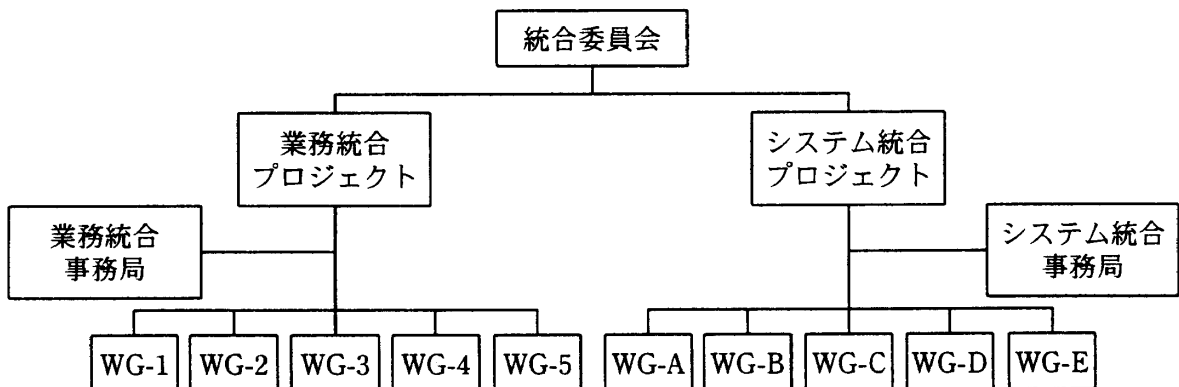 統合委員会
業務統合
プロジェクト
システム統合
プロジェクト
業務統合
事務局
システム統合
事務局
WG-1
WG-2
WG-3
WG-4
WG-5
WG-A
WG-B
WG-C
WG-D
WG-E